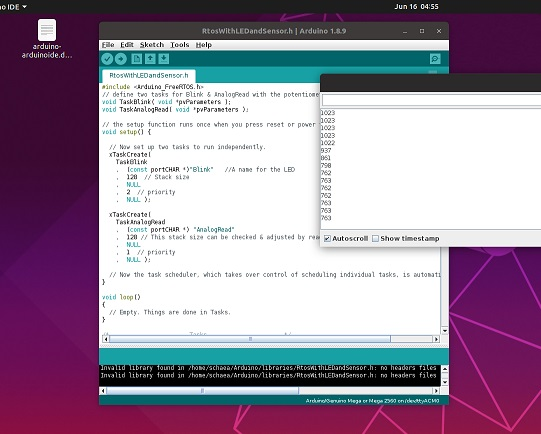 no IDE ▾
Jun 16 04:55
arduino-
arduinoide.d...
RtosWithLEDandSensor.h | Arduino 1.8.9
File Edit Sketch Tools Help
RtosWithLEDandSensor.h
#include <Arduino_FreeRTOS.h>
// define two tasks for Blink & AnalogRead with the potentiome
void TaskBlink( void *pvParameters );
void TaskAnalogRead( void *pvParameters );
// the setup function runs once when you press reset or power
void setup() {
// Now set up two tasks to run independently.
xTaskCreate(
TaskBlink
, (const portCHAR *)"Blink" //A name for the LED
, 128 // Stack size
, NULL
, 2 // priority
, NULL );
xTaskCreate(
TaskAnalogRead
, (const portCHAR *) "AnalogRead"
, 128 // This stack size can be checked & adjusted by rea
, NULL
, 1 // priority
, NULL );
// Now the task scheduler, which takes over control of scheduling individual tasks, is automati
}
void loop()
{
// Empty. Things are done in Tasks.
}
Tasks
1023
1023
1023
1023
1022
937
861
798
762
763
762
762
763
763
763
Autoscroll Show timestamp
Invalid library found in /home/schaea/Arduino/libraries/RtosWithLEDandSensor.h: no headers files
Invalid library found in /home/schaea/Arduino/libraries/RtosWithLEDandSensor.h: no headers files
Arduino/Genuino Mega or Mega 2560 on /dev/ttyACM0